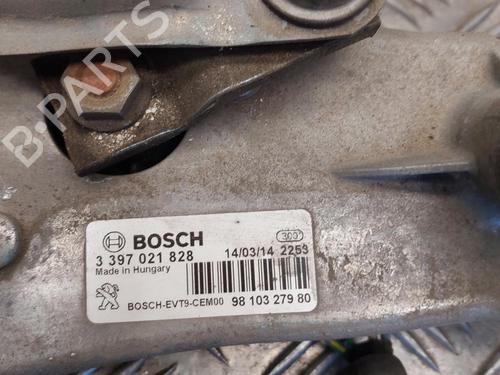 B-PARTS
BOSCH
3 397 021 828
14/03/14 2253
300
Made in Hungary
BOSCH-EVT9-CEM00
98 103 279 80